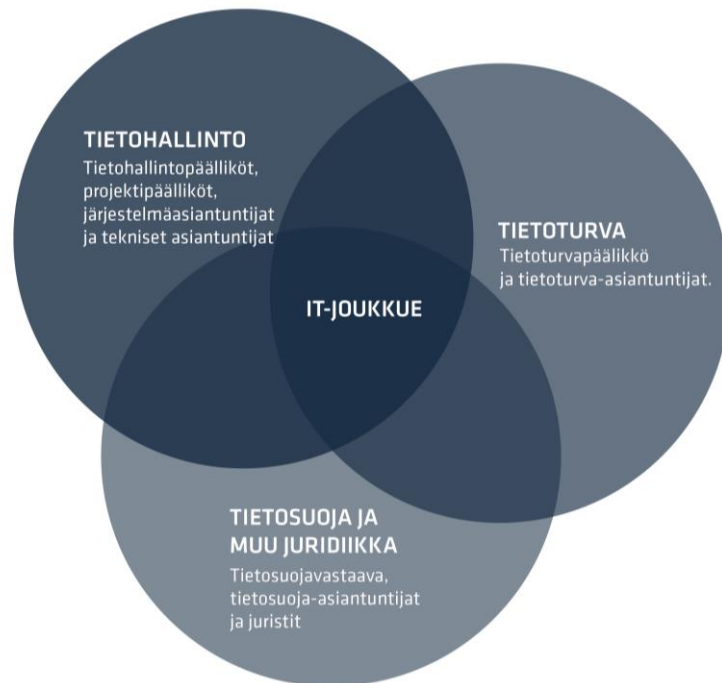 TIETOHALLINTO
Tietohallintopäälliköt,
projektipäälliköt,
järjestelmäasiantuntijat
ja tekniset asiantuntijat
TIETOTURVA
Tietoturvapäälikkö
ja tietoturva-asiantuntijat.
IT-JOUKKUE
TIETOSUOJA JA
MUU JURIDIIKKA
Tietosuojavastaava,
tietosuoja-asiantuntijat
ja juristit